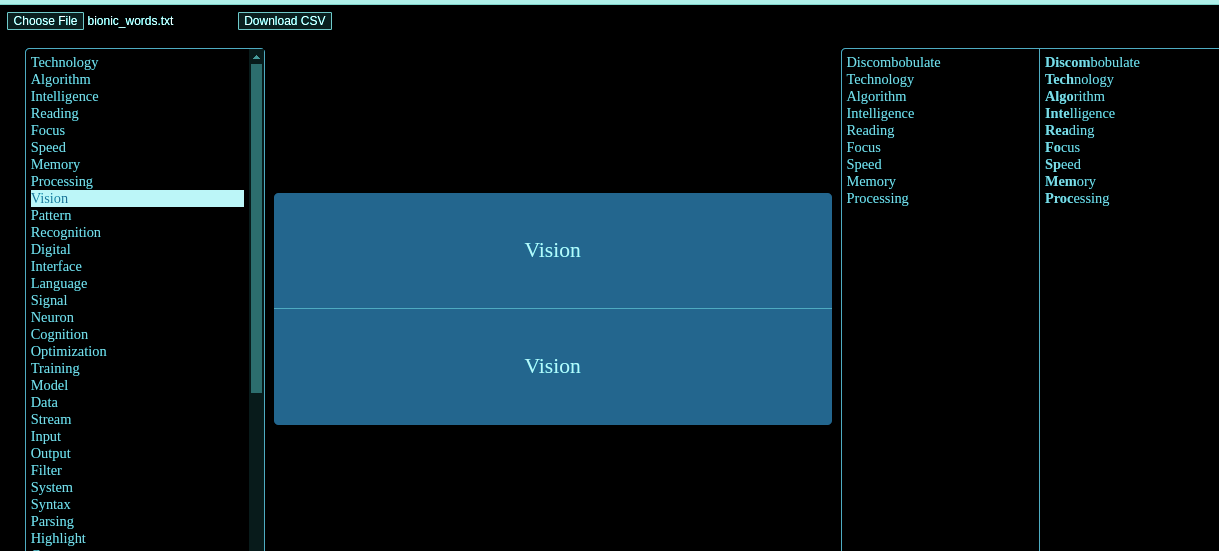 Choose File bionic_words.txt Download CSV
Technology
Algorithm
Intelligence
Reading
Focus
Speed
Memory
Processing
Vision
Pattern
Recognition
Digital
Interface
Language
Signal
Neuron
Cognition
Optimization
Training
Model
Data
Stream
Input
Output
Filter
System
Syntax
Parsing
Highlight
Vision
Vision
Discombobulate
Technology
Algorithm
Intelligence
Reading
Focus
Speed
Memory
Processing
Discombobulate
Technology
Algorithm
Intelligence
Reading
Focus
Speed
Memory
Processing